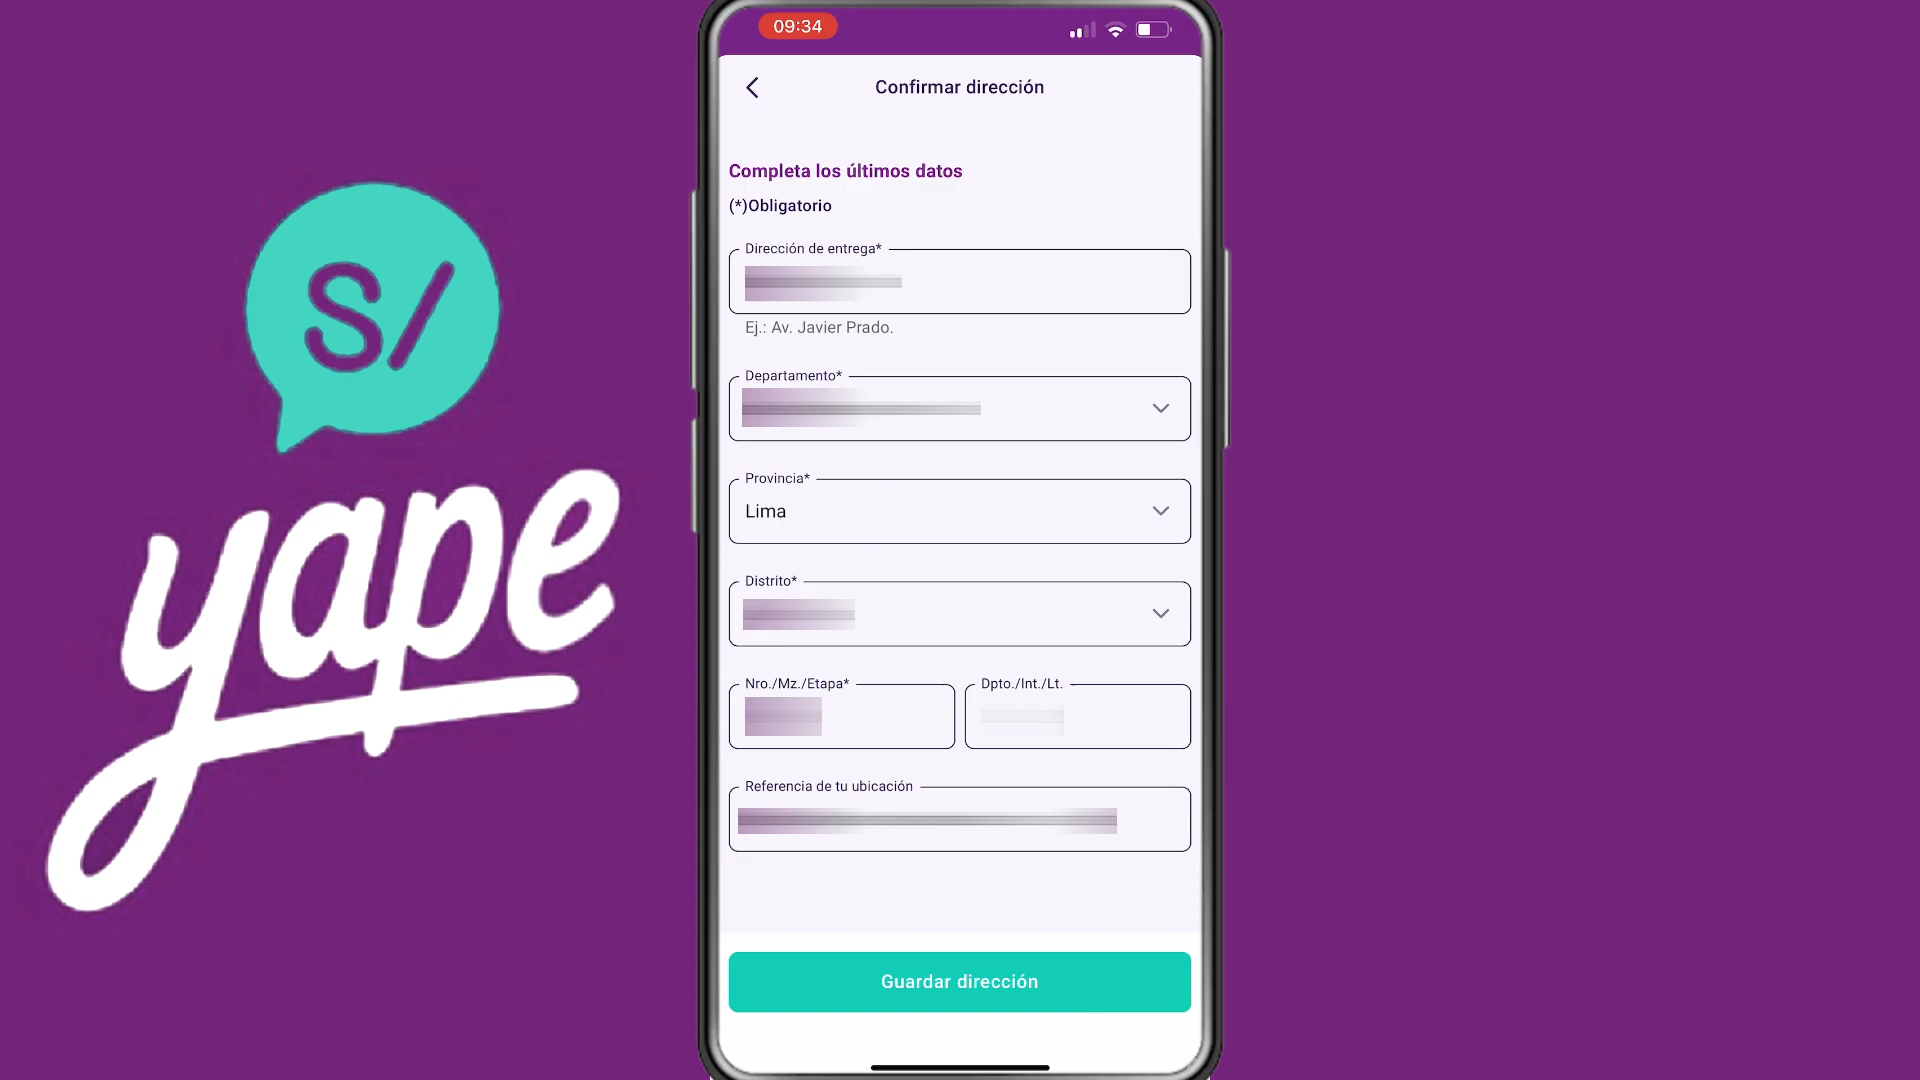 09:34
Confirmar dirección
Completa los últimos datos
(*)Obligatorio
Dirección de entrega*
Ej.: Av. Javier Prado.
Departamento*
Provincia*
Lima
Distrito*
Nro./Mz./Etapa*
Dpto./Int./Lt.
Referencia de tu ubicación
Guardar dirección
S/
yape